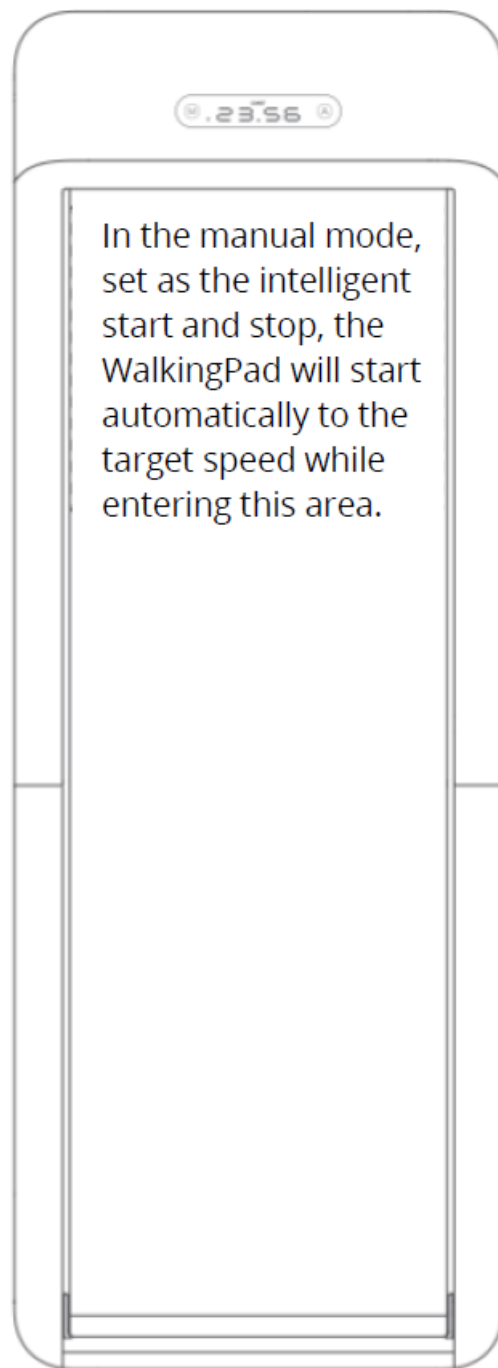 M .23:56 A
In the manual mode,
set as the intelligent
start and stop, the
WalkingPad will start
automatically to the
target speed while
entering this area.